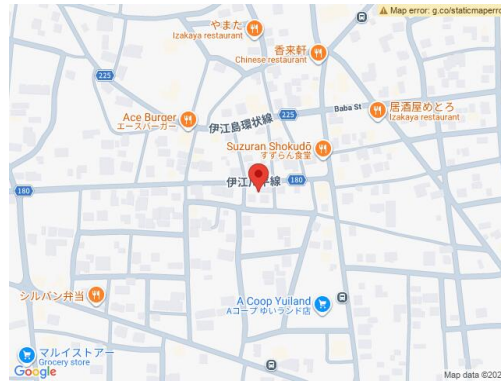 Map error: g.co/staticmaperro
やまた
Izakaya restaurant
香来軒
Chinese restaurant
225
Ace Burger
エースバーガー
伊江島環状線
225
Baba St
居酒屋めとろ
Izakaya restaurant
Suzuran Shokudō
すずらん食堂
180
伊江
線
180
シルバン弁当
A Coop Yuiland
Aコープ ゆいランド店
マルイストアー
Grocery store
Google
Map data ©202